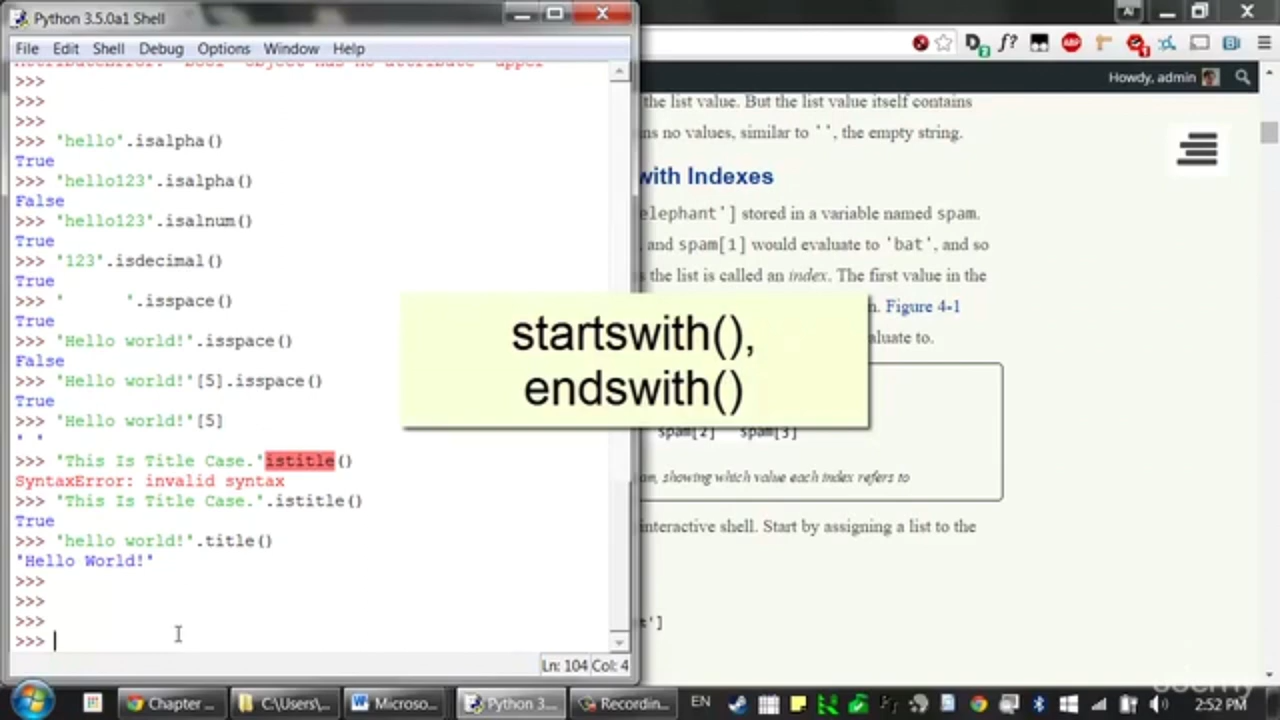 Python 3.5.0a1 Shell
File Edit Shell Debug Options Window Help
>>>
>>>
>>>
>>> 'hello'.isalpha()
True
>>> 'hello123'.isalpha()
False
>>> 'hello123'.isalnum()
True
>>> '123'.isdecimal()
True
>>> '      '.isspace()
True
>>> 'Hello world!'.isspace()
False
>>> 'Hello world!'[5].isspace()
True
>>> 'Hello world!'[5]
' '
>>> 'This Is Title Case.'istitle()
SyntaxError: invalid syntax
>>> 'This Is Title Case.'.istitle()
True
>>> 'hello world!'.title()
'Hello World!'
>>>
>>>
>>>
>>>
Ln: 104 Col: 4
startswith(),
endswith()
Howdy, admin
the list value. But the list value itself contains
no values, similar to '', the empty string.
with Indexes
elephant'] stored in a variable named spam.
and spam[1] would evaluate to 'bat', and so
the list is called an index. The first value in the
Figure 4-1
to.
spam[2] spam[3]
showing which value each index refers to
interactive shell. Start by assigning a list to the
']
Chapter ...
C:\Users\...
Microso...
Python 3...
Recordin...
EN
2:52 PM